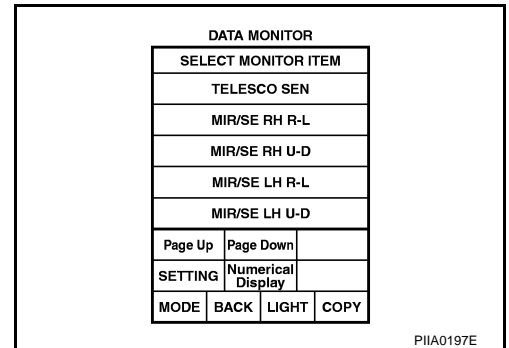 DATA MONITOR
SELECT MONITOR ITEM
TELESCO SEN
MIR/SE RH R-L
MIR/SE RH U-D
MIR/SE LH R-L
MIR/SE LH U-D
Page Up Page Down
SETTING Numerical Display
MODE BACK LIGHT COPY
PIIA0197E